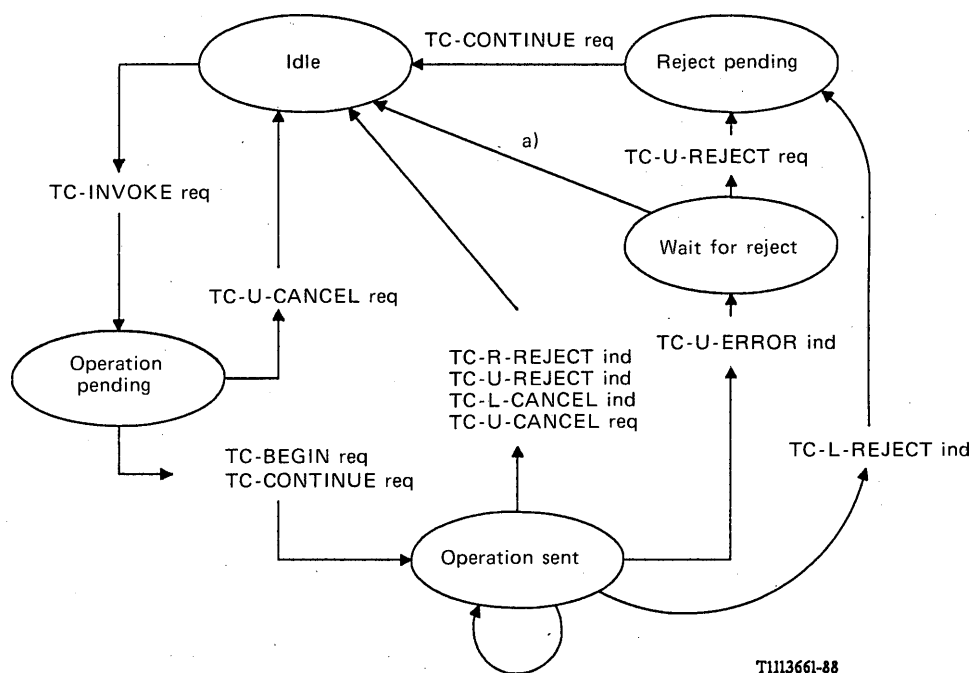 TC-CONTINUE req
Idle
Reject pending
a)
TC-U-REJECT req
TC-INVOKE req
Wait for reject
TC-U-CANCEL req
TC-U-ERROR ind
Operation
pending
TC-R-REJECT ind
TC-U-REJECT ind
TC-L-CANCEL ind
TC-U-CANCEL req
TC-L-REJECT ind
TC-BEGIN req
TC-CONTINUE req
Operation sent
T1113661-88